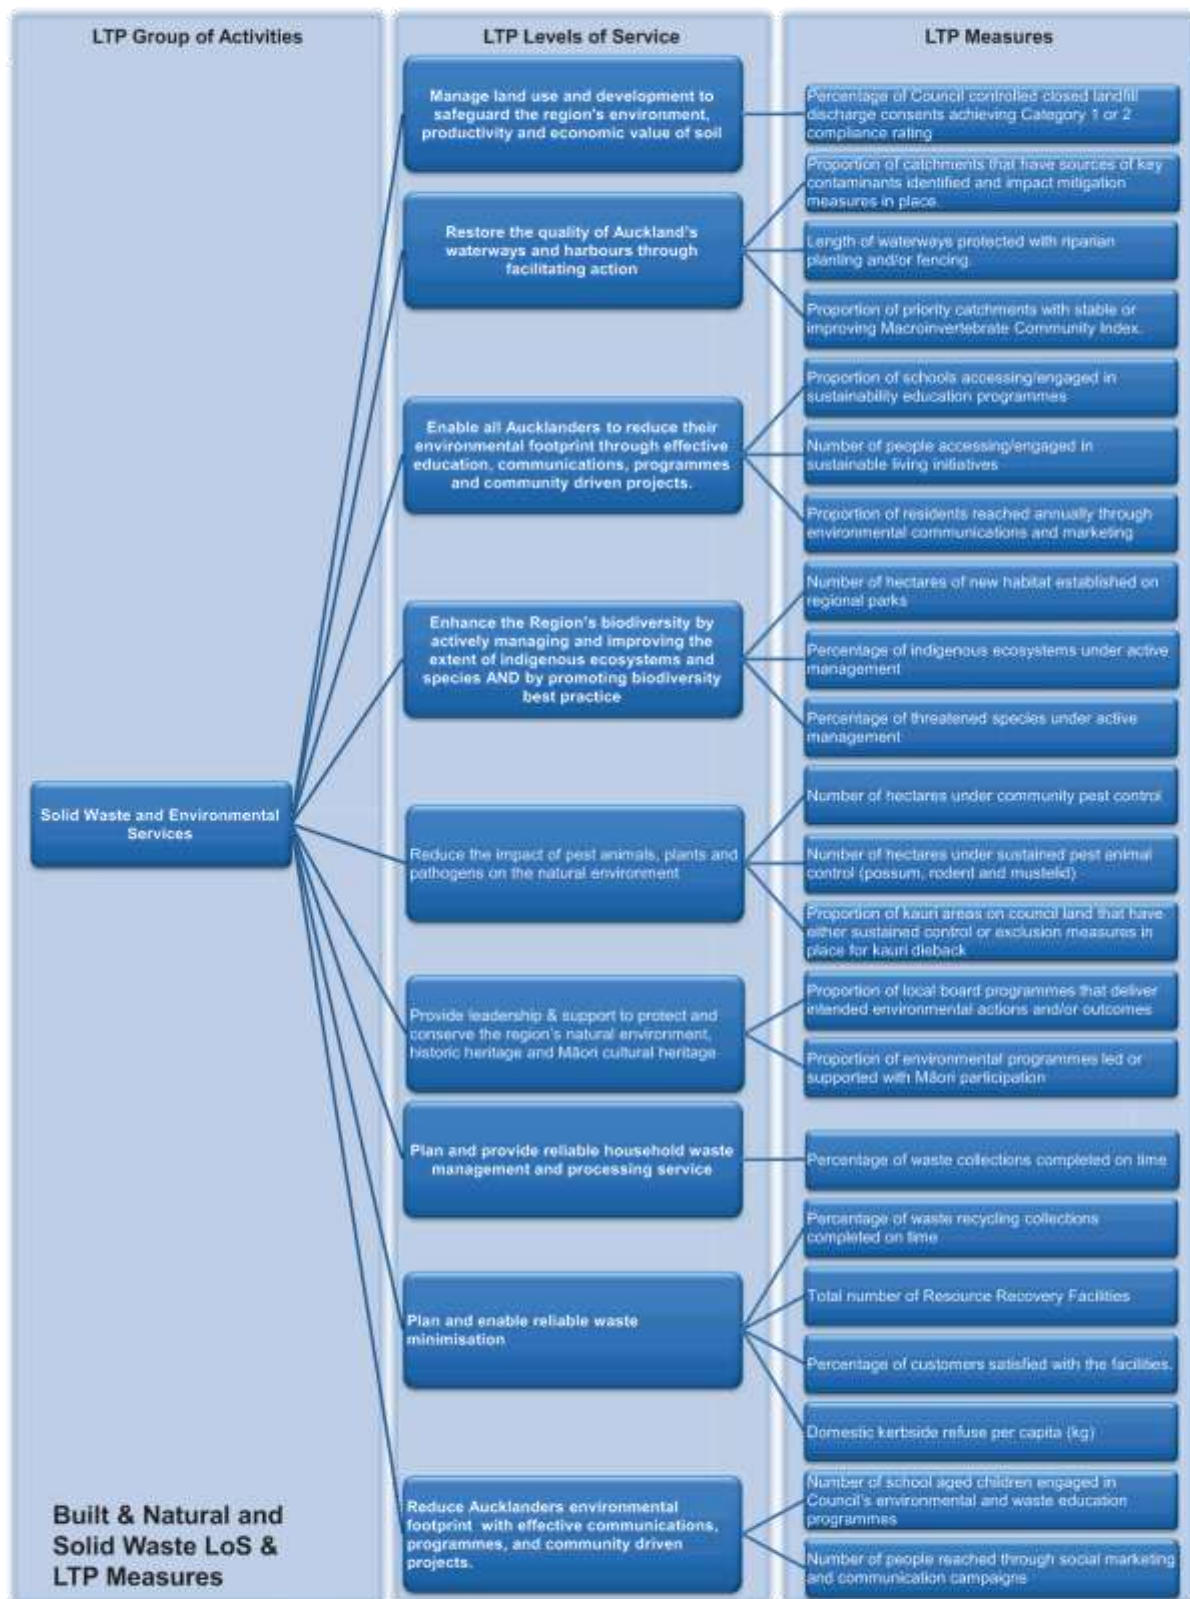 LTP Group of Activities
LTP Levels of Service
LTP Measures
Solid Waste and Environmental
Services
Manage land use and development to
safeguard the region's environment,
productivity and economic value of soil
Percentage of Council controlled closed landfill
discharge consents achieving Category 1 or 2
compliance rating
Restore the quality of Auckland's
waterways and harbours through
facilitating action
Proportion of catchments that have sources of key
contaminants identified and impact mitigation
measures in place.
Length of waterways protected with riparian
planting and/or fencing.
Proportion of priority catchments with stable or
improving Macroinvertebrate Community Index.
Enable all Aucklanders to reduce their
environmental footprint through effective
education, communications, programmes
and community driven projects.
Proportion of schools accessing/engaged in
sustainability education programmes
Number of people accessing/engaged in
sustainable living initiatives
Proportion of residents reached annually through
environmental communications and marketing
Enhance the Region's biodiversity by
actively managing and improving the
extent of indigenous ecosystems and
species AND by promoting biodiversity
best practice
Number of hectares of new habitat established on
regional parks
Percentage of indigenous ecosystems under active
management
Percentage of threatened species under active
management
Reduce the impact of pest animals, plants and
pathogens on the natural environment
Number of hectares under community pest control
Number of hectares under sustained pest animal
control (possum, rodent and mustelid)
Proportion of kauri areas on council land that have
either sustained control or exclusion measures in
place for kauri dieback
Provide leadership & support to protect and
conserve the region's natural environment,
historic heritage and Māori cultural heritage
Proportion of local board programmes that deliver
intended environmental actions and/or outcomes
Proportion of environmental programmes led or
supported with Māori participation
Plan and provide reliable household waste
management and processing service
Percentage of waste collections completed on time
Plan and enable reliable waste
minimisation
Percentage of waste recycling collections
completed on time
Total number of Resource Recovery Facilities
Percentage of customers satisfied with the facilities.
Domestic kerbside refuse per capita (kg)
Reduce Aucklanders environmental
footprint with effective communications,
programmes, and community driven
projects.
Number of school aged children engaged in
Council's environmental and waste education
programmes
Number of people reached through social marketing
and communication campaigns
Built & Natural and
Solid Waste LoS &
LTP Measures